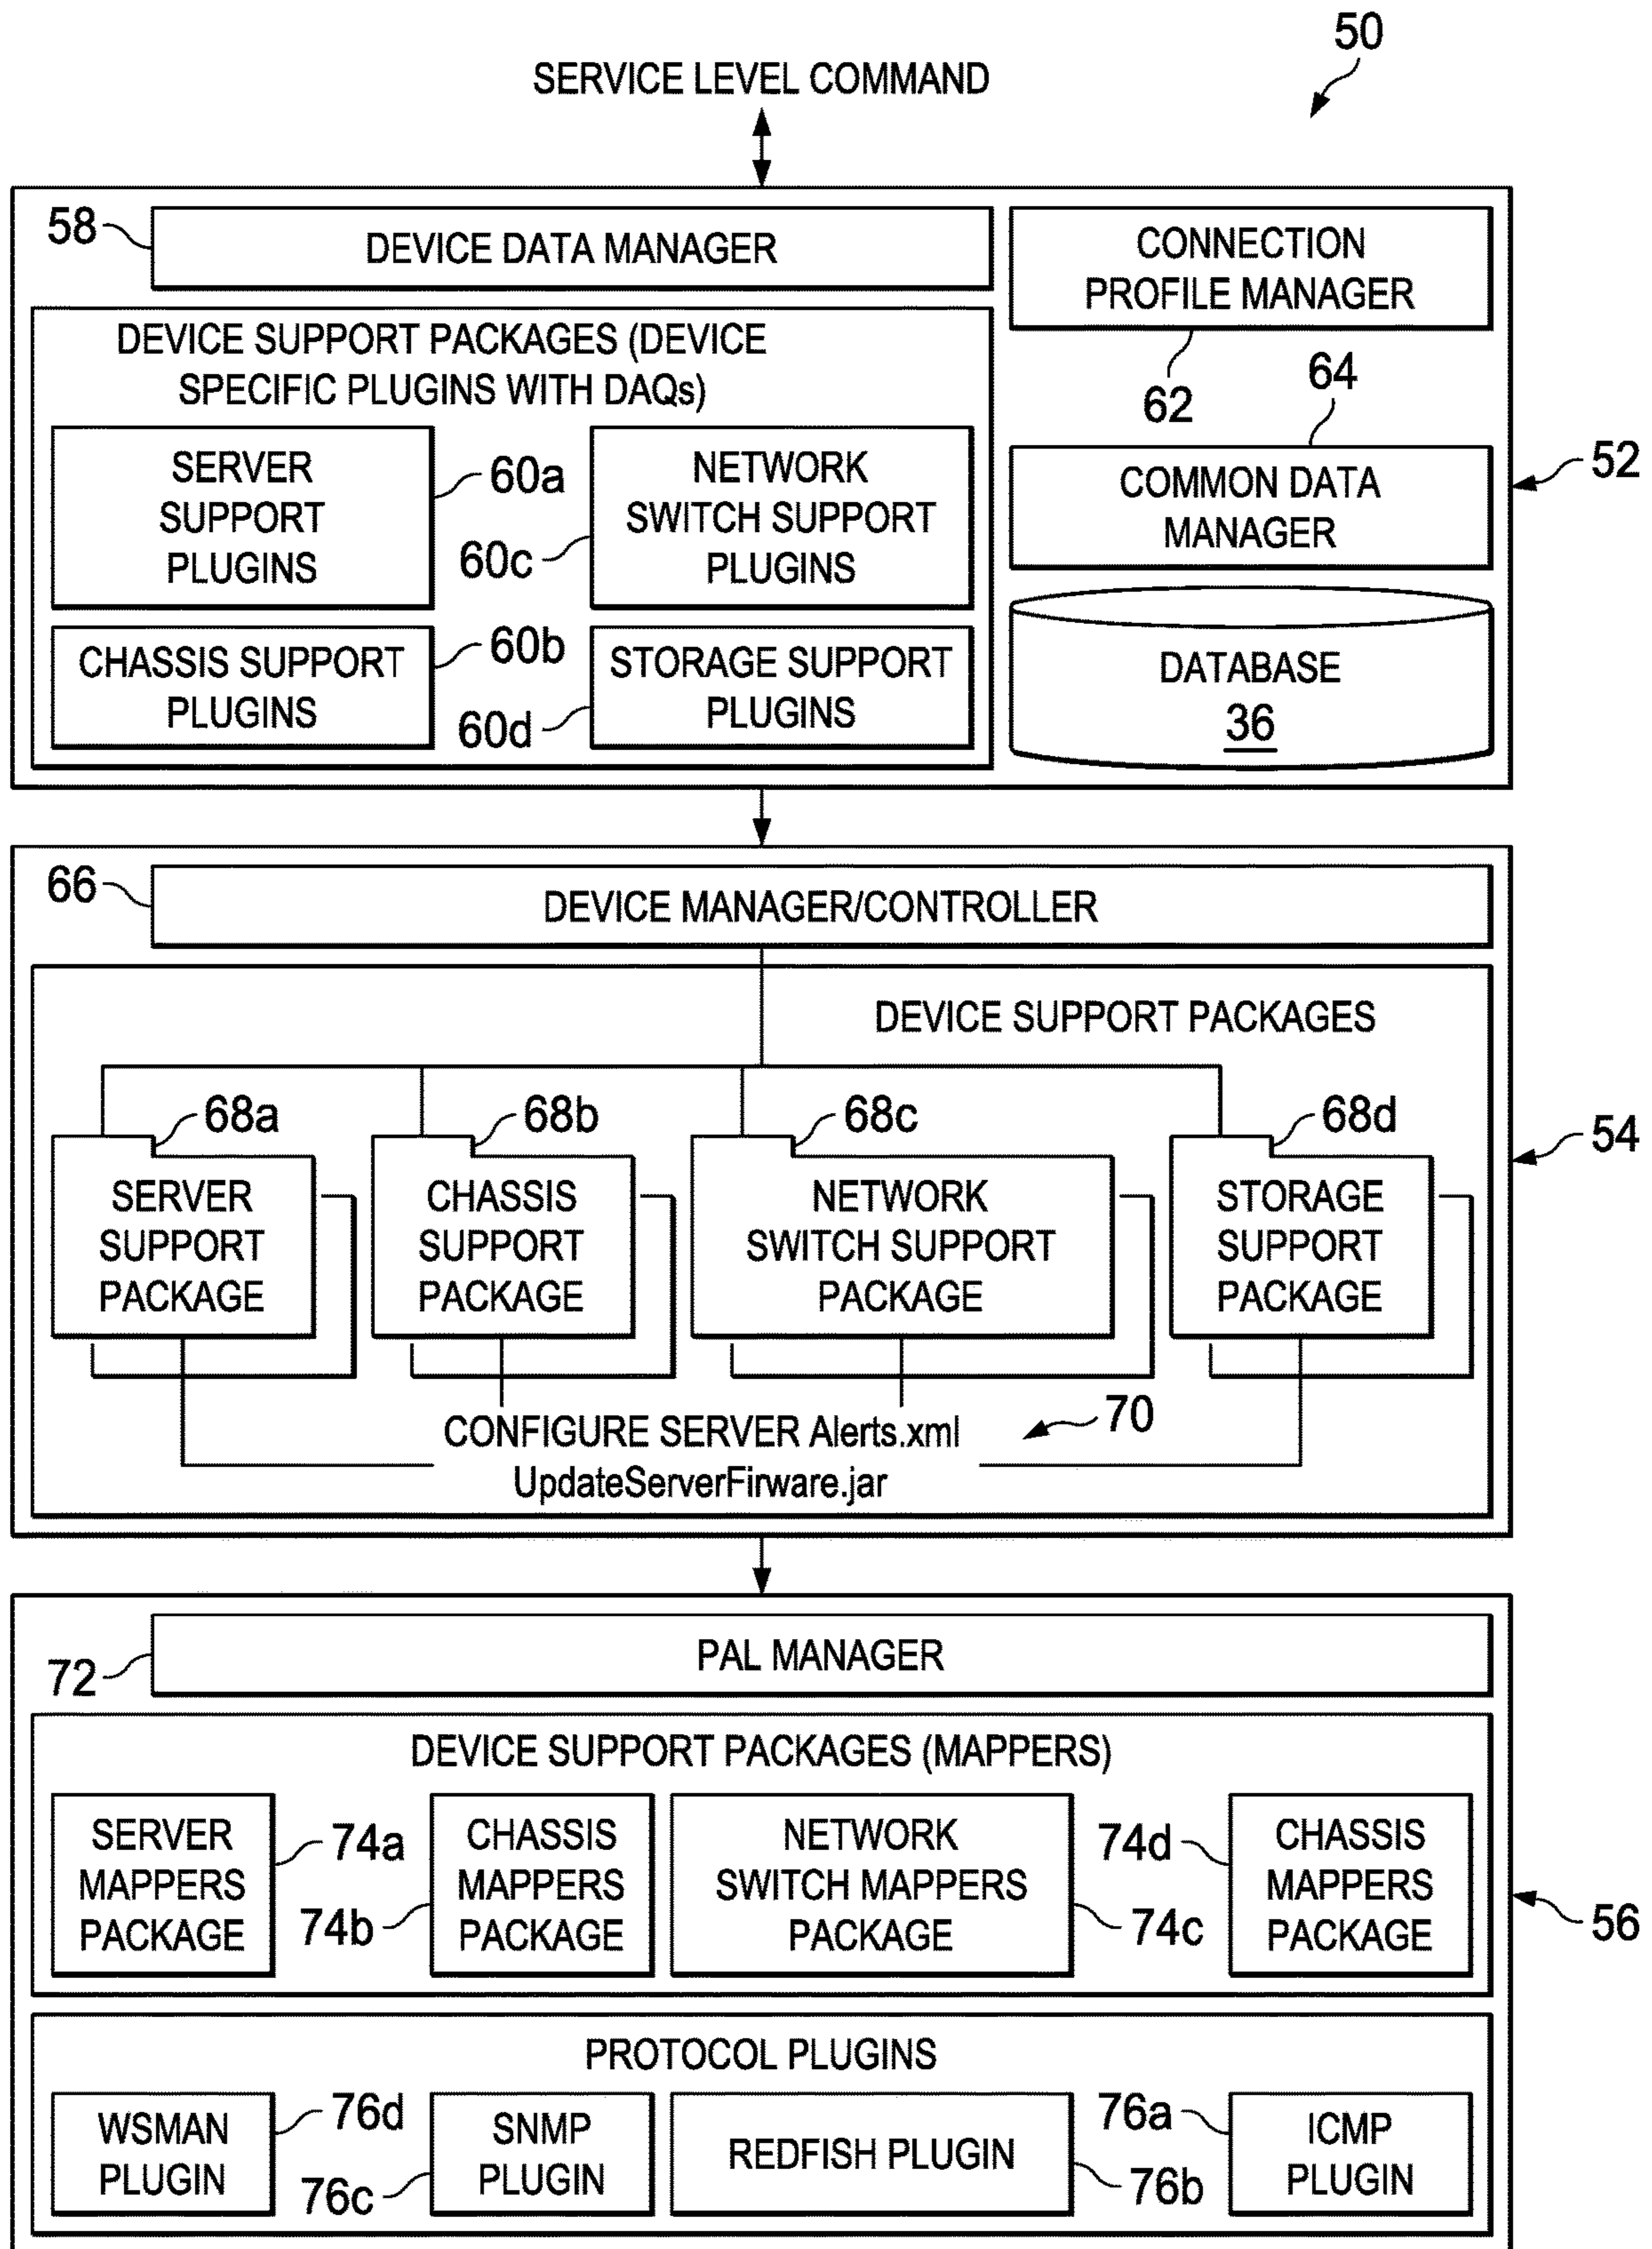 50
SERVICE LEVEL COMMAND
58
DEVICE DATA MANAGER
CONNECTION
PROFILE MANAGER
62
DEVICE SUPPORT PACKAGES (DEVICE
SPECIFIC PLUGINS WITH DAQs)
64
COMMON DATA
MANAGER
52
SERVER
SUPPORT
PLUGINS
60a
60c
NETWORK
SWITCH SUPPORT
PLUGINS
CHASSIS SUPPORT
PLUGINS
60b
60d
STORAGE SUPPORT
PLUGINS
DATABASE
36
66
DEVICE MANAGER/CONTROLLER
DEVICE SUPPORT PACKAGES
68a
68b
68c
68d
54
SERVER
SUPPORT
PACKAGE
CHASSIS
SUPPORT
PACKAGE
NETWORK
SWITCH SUPPORT
PACKAGE
STORAGE
SUPPORT
PACKAGE
CONFIGURE SERVER Alerts.xml
UpdateServerFirware.jar
70
72
PAL MANAGER
DEVICE SUPPORT PACKAGES (MAPPERS)
SERVER
MAPPERS
PACKAGE
74a
74b
CHASSIS
MAPPERS
PACKAGE
NETWORK
SWITCH MAPPERS
PACKAGE
74d
74c
CHASSIS
MAPPERS
PACKAGE
56
PROTOCOL PLUGINS
WSMAN
PLUGIN
76d
76c
SNMP
PLUGIN
REDFISH PLUGIN
76a
76b
ICMP
PLUGIN